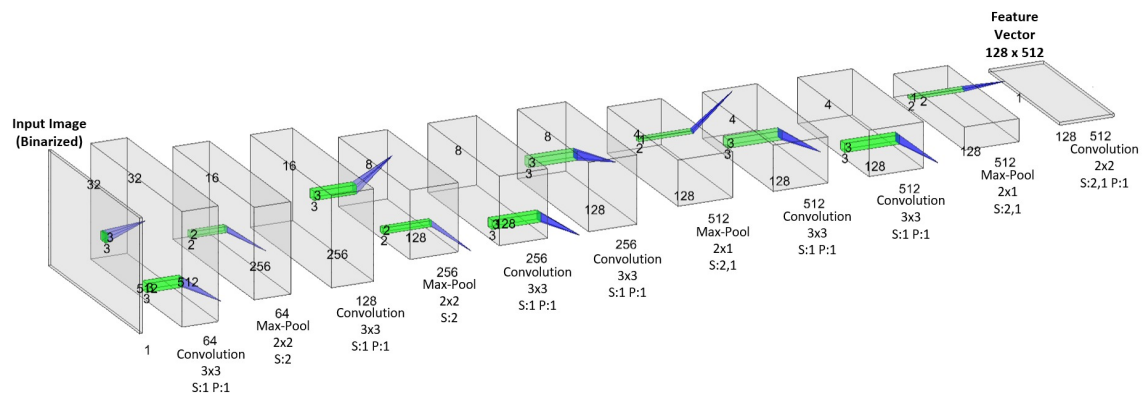 Feature
Vector
128 x 512
Input Image
(Binarized)
32
3
3
512
1
32
3
3
512
64
Convolution
3x3
S:1 P:1
16
2
2
256
64
Max-Pool
2x2
S:2
16
3
3
256
128
Convolution
3x3
S:1 P:1
8
2
2
128
256
Max-Pool
2x2
S:2
8
3
3
128
256
Convolution
3x3
S:1 P:1
8
3
3
128
256
Convolution
3x3
S:1 P:1
4
1
2
128
512
Max-Pool
2x1
S:2,1
4
3
3
128
512
Convolution
3x3
S:1 P:1
4
3
3
128
512
Convolution
3x3
S:1 P:1
2
2
128
512
Max-Pool
2x1
S:2,1
1
128
512
Convolution
2x2
S:2,1 P:1